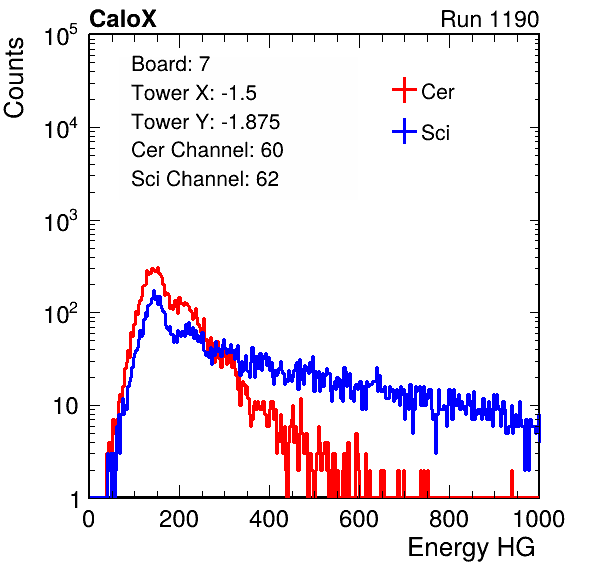 CaloX Run 1190
Counts
10^5
10^4
10^3
10^2
10
1
Board: 7
Tower X: -1.5
Tower Y: -1.875
Cer Channel: 60
Sci Channel: 62
Cer
Sci
0 200 400 600 800 1000
Energy HG